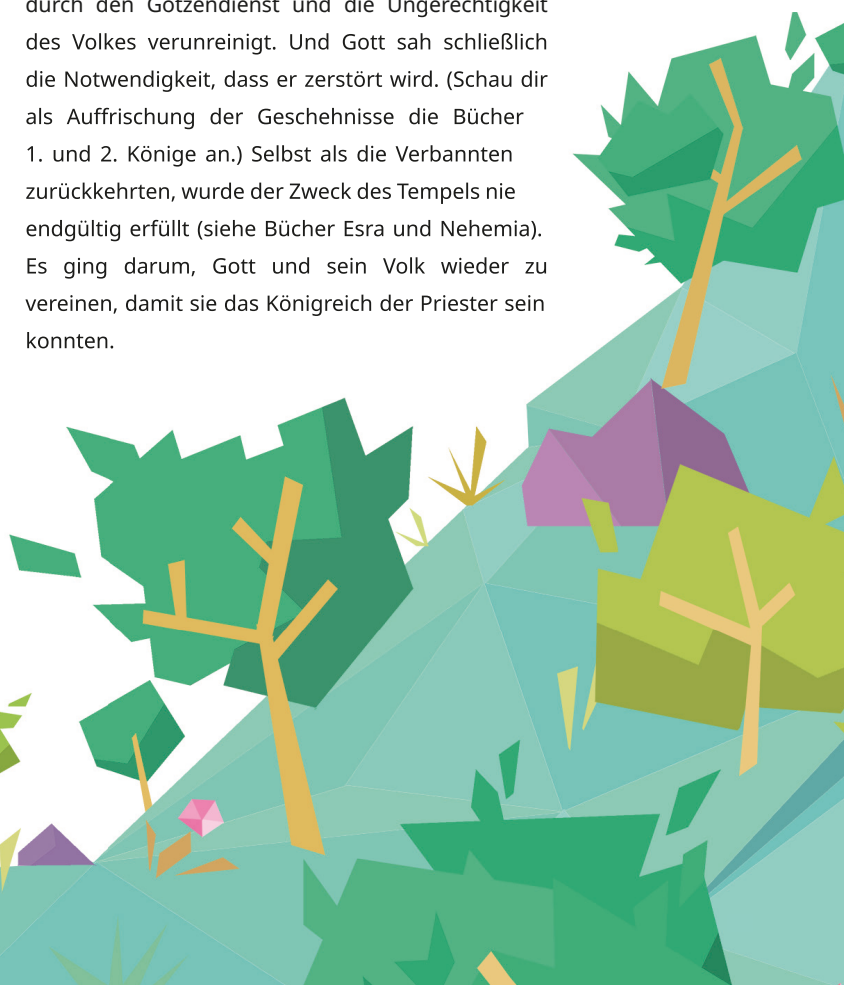 durch den Götzendienst und die Ungerechtigkeit
des Volkes verunreinigt. Und Gott sah schließlich
die Notwendigkeit, dass er zerstört wird. (Schau dir
als Auffrischung der Geschehnisse die Bücher
1. und 2. Könige an.) Selbst als die Verbannten
zurückkehrten, wurde der Zweck des Tempels nie
endgültig erfüllt (siehe Bücher Esra und Nehemia).
Es ging darum, Gott und sein Volk wieder zu
vereinen, damit sie das Königreich der Priester sein
konnten.